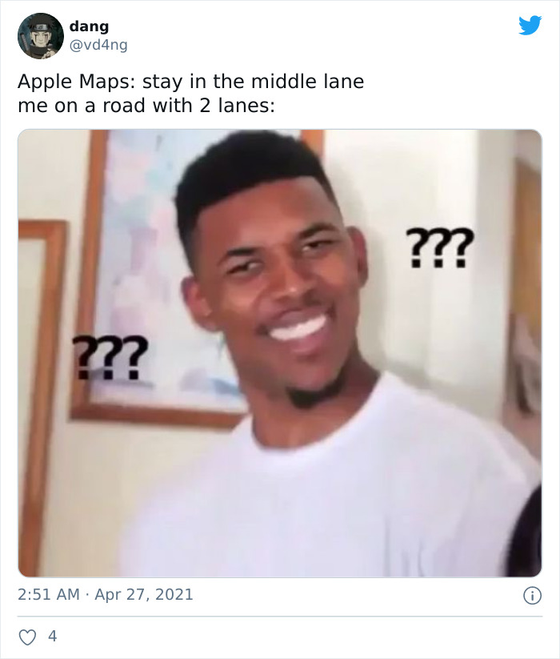 dang
@vd4ng
Apple Maps: stay in the middle lane
me on a road with 2 lanes:
???
???
2:51 AM · Apr 27, 2021
4